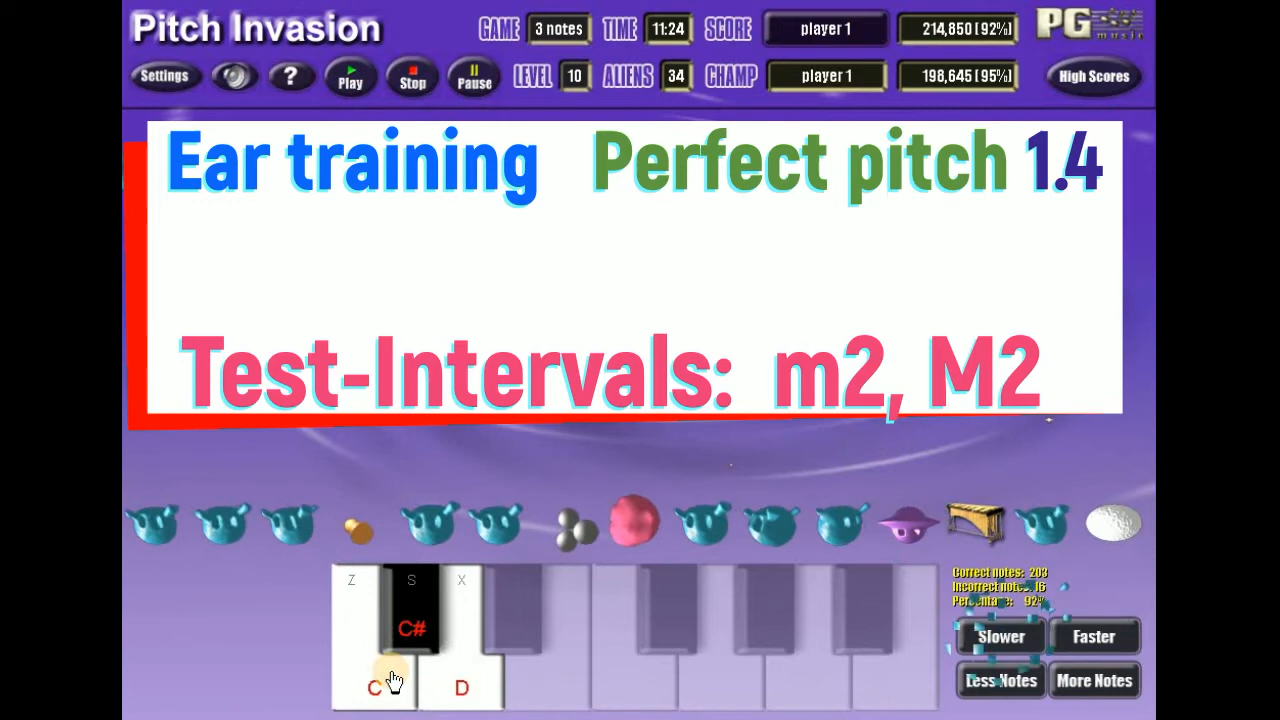 Pitch Invasion GAME 3 notes TIME 11:24 SCORE player 1 214,850 [92%] PG music
Settings ? Play Stop Pause LEVEL 10 ALIENS 34 CHAMP player 1 198,645 [95%] High Scores
Ear training Perfect pitch 1.4
Test-Intervals: m2, M2
Z S X
Correct notes: 203
Incorrect notes: 16
Percentage: 92%
C# Slower Faster
C D Less Notes More Notes